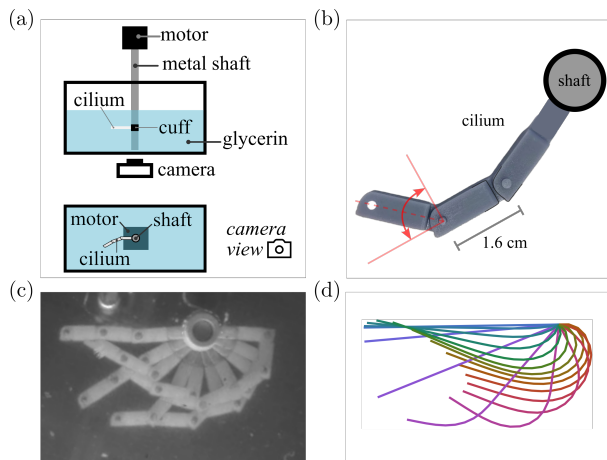 (a)
motor
metal shaft
cilium
cuff
glycerin
camera
motor
shaft
cilium
camera
view
(b)
shaft
cilium
1.6 cm
(c)
(d)